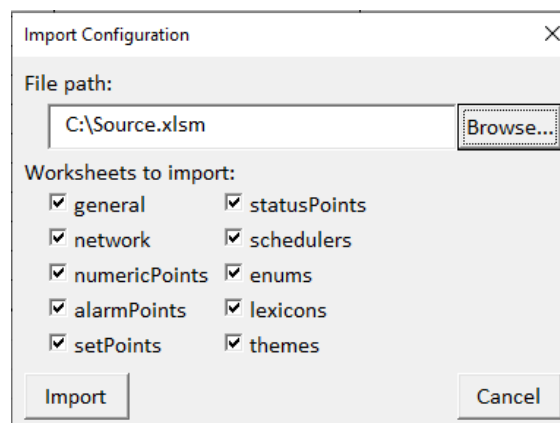 Import Configuration
File path:
C:\Source.xlsm
Browse...
Worksheets to import:
general
statusPoints
network
schedulers
numericPoints
enums
alarmPoints
lexicons
setPoints
themes
Import
Cancel